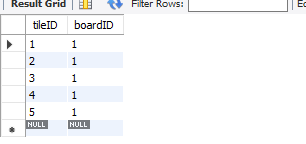 Result Grid Filter Rows:
tileID boardID
1 1
2 1
3 1
4 1
5 1
NULL NULL